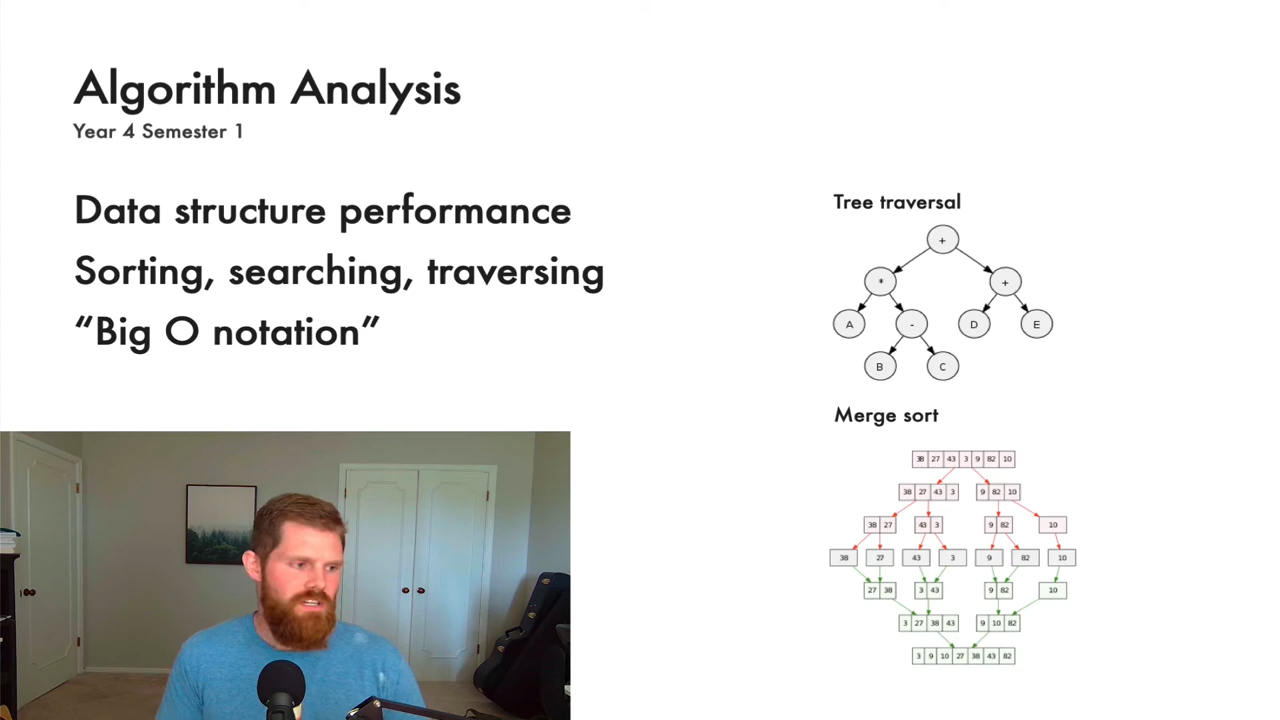 Algorithm Analysis
Year 4 Semester 1
Data structure performance
Sorting, searching, traversing
“Big O notation”
Tree traversal
+
* +
A - D E
B C
Merge sort
38 27 43 3 9 82 10
38 27 43 3 9 82 10
38 27 43 3 9 82 10
38 27 43 3 9 82 10
27 38 3 43 9 82 10
3 27 38 43 9 10 82
3 9 10 27 38 43 82